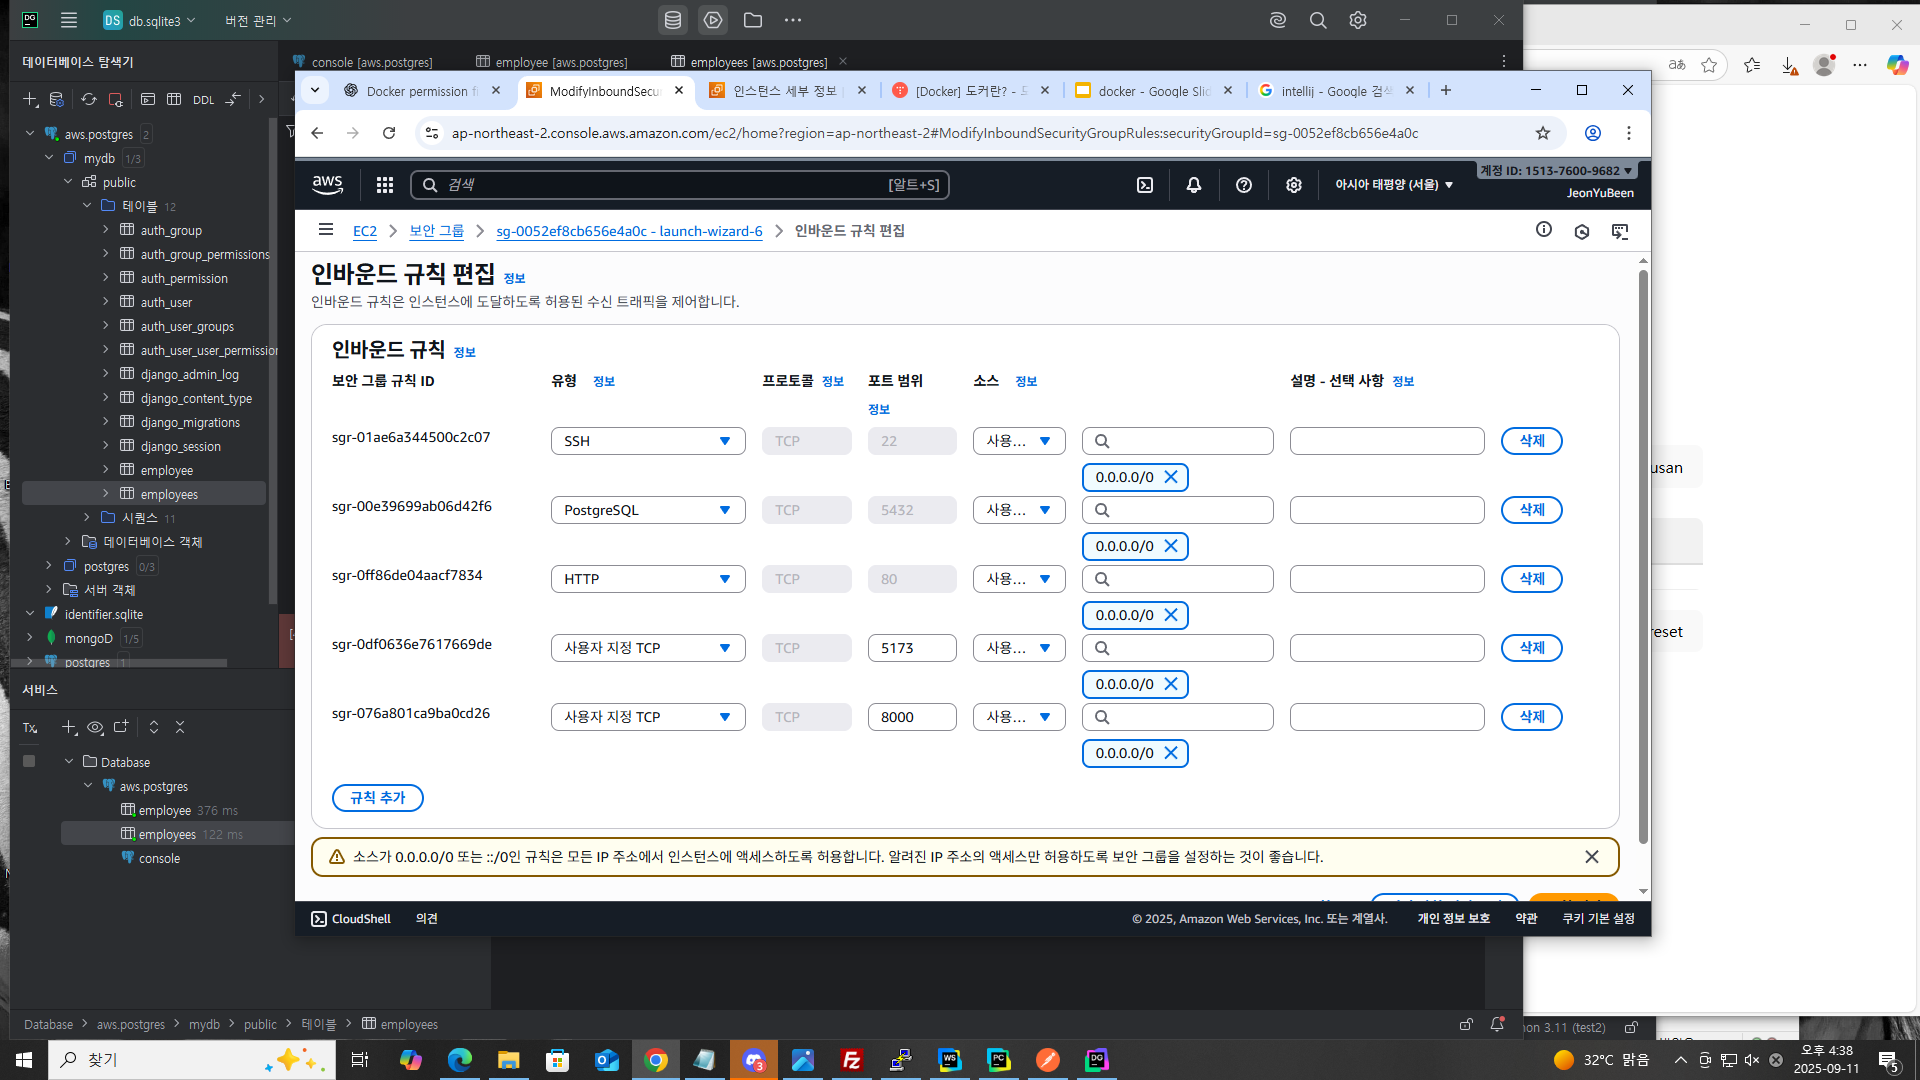 DG
DS db.sqlite3
버전 관리
데이터베이스 탐색기
console [aws.postgres]
employee [aws.postgres]
employees [aws.postgres]
DDL
aws.postgres 2
mydb 1/3
public
테이블 12
auth_group
auth_group_permissions
auth_permission
auth_user
auth_user_groups
auth_user_user_permission
django_admin_log
django_content_type
django_migrations
django_session
employee
employees
시퀀스 11
데이터베이스 객체
postgres 0/3
서버 객체
identifier.sqlite
mongoD 1/5
postgres 1
서비스
Tx
Database
aws.postgres
employee 376 ms
employees 122 ms
console
Docker permission fi
ModifyInboundSecu
인스턴스 세부 정보
[Docker] 도커란? - 도
docker - Google Slid
intellij - Google 검색
ap-northeast-2.console.aws.amazon.com/ec2/home?region=ap-northeast-2#ModifyInboundSecurityGroupRules:securityGroupId=sg-0052ef8cb656e4a0c
aws
검색
[알트+S]
아시아 태평양 (서울)
계정 ID: 1513-7600-9682
JeonYuBeen
EC2
보안 그룹
sg-0052ef8cb656e4a0c - launch-wizard-6
인바운드 규칙 편집
인바운드 규칙 편집 정보
인바운드 규칙은 인스턴스에 도달하도록 허용된 수신 트래픽을 제어합니다.
인바운드 규칙 정보
보안 그룹 규칙 ID
유형 정보
프로토콜 정보
포트 범위
정보
소스 정보
설명 - 선택 사항 정보
sgr-01ae6a344500c2c07 SSH TCP 22 사용... 삭제
0.0.0.0/0
sgr-00e39699ab06d42f6 PostgreSQL TCP 5432 사용... 삭제
0.0.0.0/0
sgr-0ff86de04aacf7834 HTTP TCP 80 사용... 삭제
0.0.0.0/0
sgr-0df0636e7617669de 사용자 지정 TCP TCP 5173 사용... 삭제
0.0.0.0/0
sgr-076a801ca9ba0cd26 사용자 지정 TCP TCP 8000 사용... 삭제
0.0.0.0/0
규칙 추가
소스가 0.0.0.0/0 또는 ::/0인 규칙은 모든 IP 주소에서 인스턴스에 액세스하도록 허용합니다. 알려진 IP 주소의 액세스만 허용하도록 보안 그룹을 설정하는 것이 좋습니다.
CloudShell
의견
© 2025, Amazon Web Services, Inc. 또는 계열사.
개인 정보 보호
약관
쿠키 기본 설정
usan
reset
Database
aws.postgres
mydb
public
테이블
employees
on 3.11 (test2)
찾기
32°C 맑음
오후 4:38
2025-09-11
5
3
WS
PC
DG